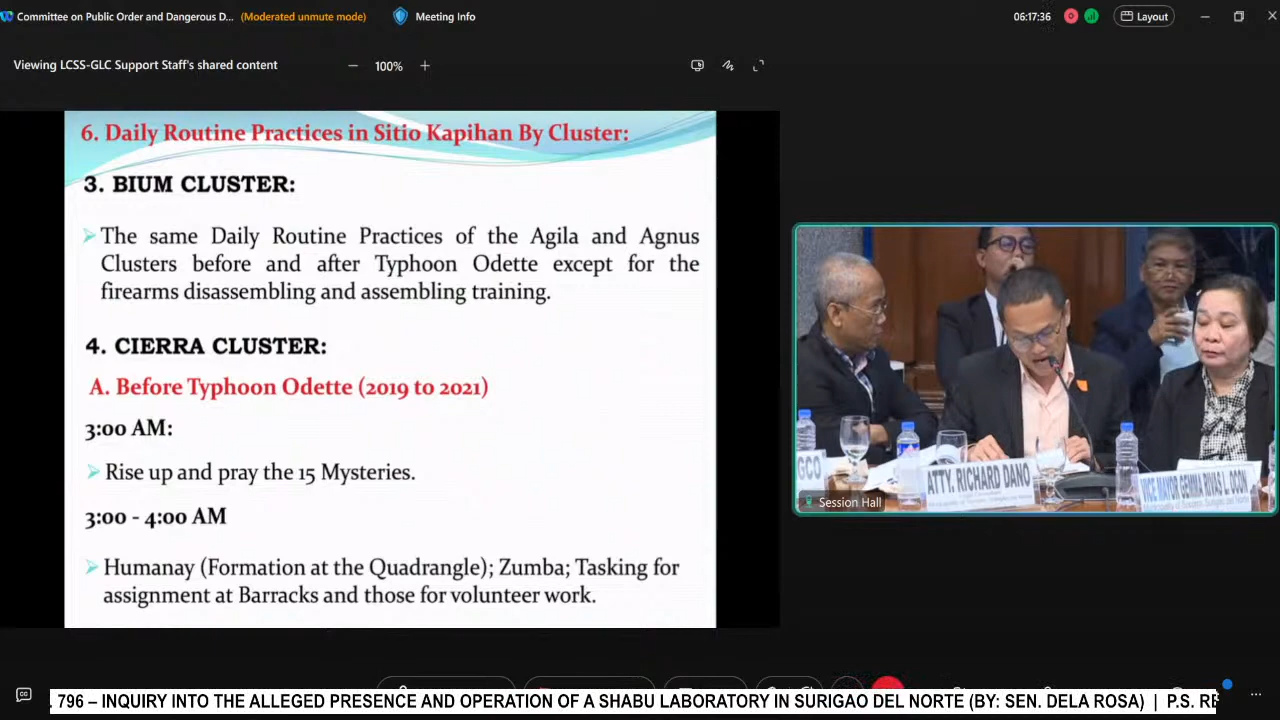 Committee on Public Order and Dangerous D... (Moderated unmute mode) Meeting Info 06:17:36 Layout
Viewing LCSS-GLC Support Staff's shared content 100%
6. Daily Routine Practices in Sitio Kapihan By Cluster:
3. BIUM CLUSTER:
The same Daily Routine Practices of the Agila and Agnus
Clusters before and after Typhoon Odette except for the
firearms disassembling and assembling training.
4. CIERRA CLUSTER:
A. Before Typhoon Odette (2019 to 2021)
3:00 AM:
Rise up and pray the 15 Mysteries.
3:00 - 4:00 AM
Humanay (Formation at the Quadrangle); Zumba; Tasking for
assignment at Barracks and those for volunteer work.
GCO
ATTY. RICHARD DANO
VICE MAYOR GEMMA RIVAS L. OCON
Session Hall
. 796 – INQUIRY INTO THE ALLEGED PRESENCE AND OPERATION OF A SHABU LABORATORY IN SURIGAO DEL NORTE (BY: SEN. DELA ROSA) | P.S. RE